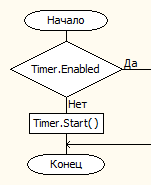 Начало
Timer.Enabled
Да
Нет
Timer.Start()
Конец